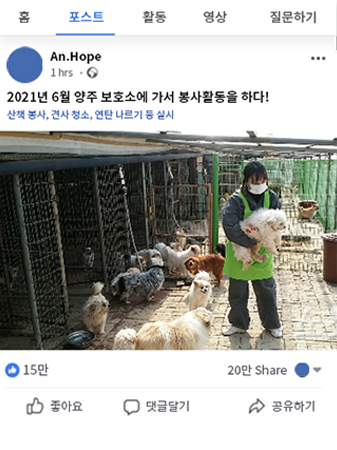 홈 포스트 활동 영상 질문하기
An.Hope
1 hrs
2021년 6월 양주 보호소에 가서 봉사활동을 하다!
산책 봉사, 견사 청소, 연탄 나르기 등 실시
15만 20만 Share
좋아요 댓글달기 공유하기